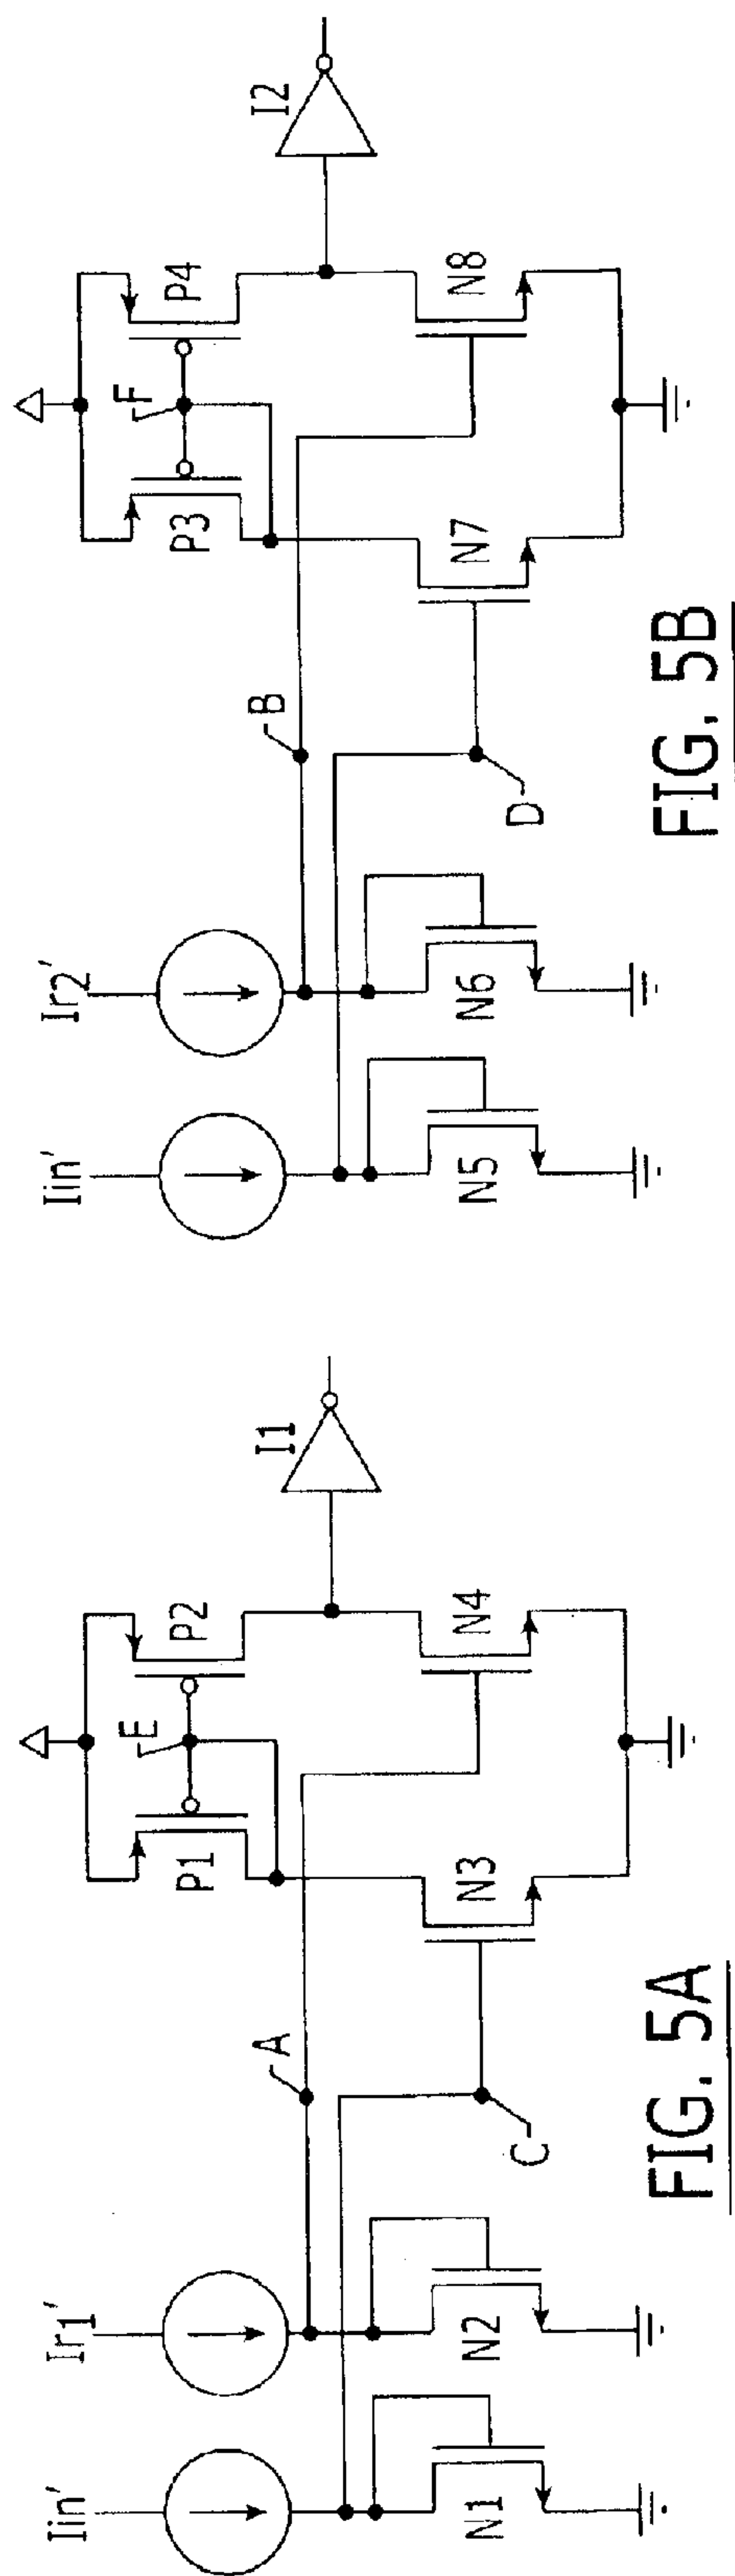 Iin'
Ir1'
N1
N2
A
C
P1
P2
E
N3
N4
I1
FIG. 5A
Iin'
Ir2'
N5
N6
B
D
P3
P4
F
N7
N8
I2
FIG. 5B